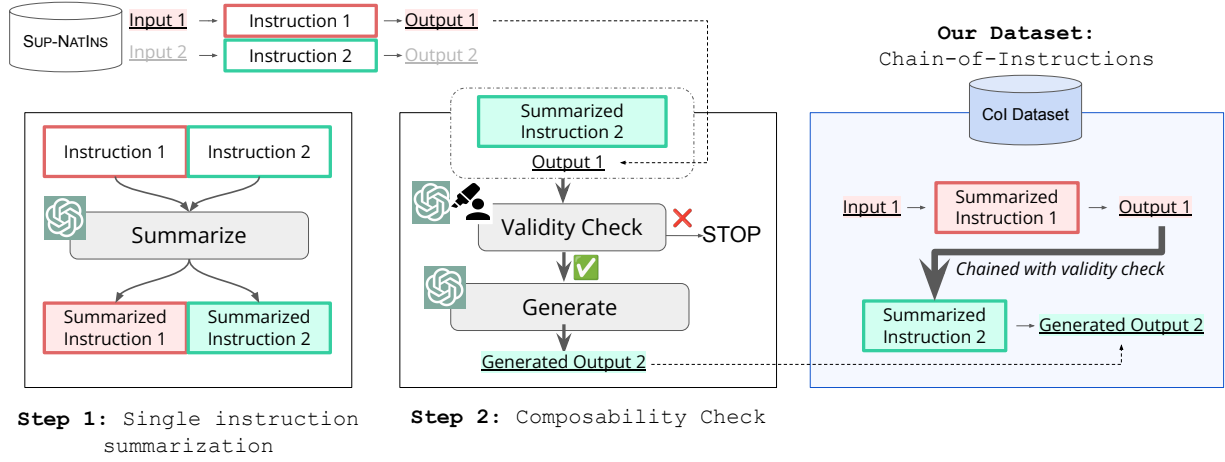 SUP-NATINS
Input 1
Instruction 1
Output 1
Input 2
Instruction 2
Output 2
Instruction 1
Instruction 2
Summarize
Summarized
Instruction 1
Summarized
Instruction 2
Step 1: Single instruction
summarization
Summarized
Instruction 2
Output 1
Validity Check
STOP
Generate
Generated Output 2
Step 2: Composability Check
Our Dataset:
Chain-of-Instructions
CoI Dataset
Input 1
Summarized
Instruction 1
Output 1
Chained with validity check
Summarized
Instruction 2
Generated Output 2